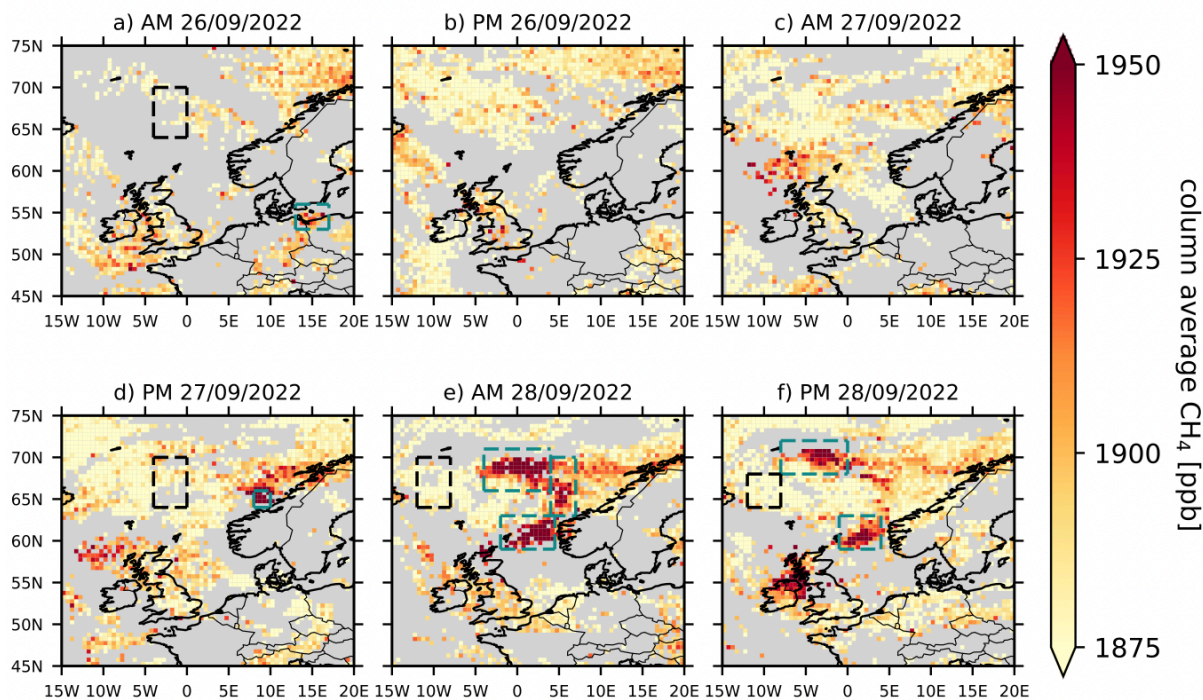 a) AM 26/09/2022
b) PM 26/09/2022
c) AM 27/09/2022
75N
70N
65N
60N
55N
50N
45N
15W 10W 5W 0 5E 10E 15E 20E
15W 10W 5W 0 5E 10E 15E 20E
15W 10W 5W 0 5E 10E 15E 20E
d) PM 27/09/2022
e) AM 28/09/2022
f) PM 28/09/2022
75N
70N
65N
60N
55N
50N
45N
15W 10W 5W 0 5E 10E 15E 20E
15W 10W 5W 0 5E 10E 15E 20E
15W 10W 5W 0 5E 10E 15E 20E
1950
1925
1900
1875
column average CH₄ [ppb]